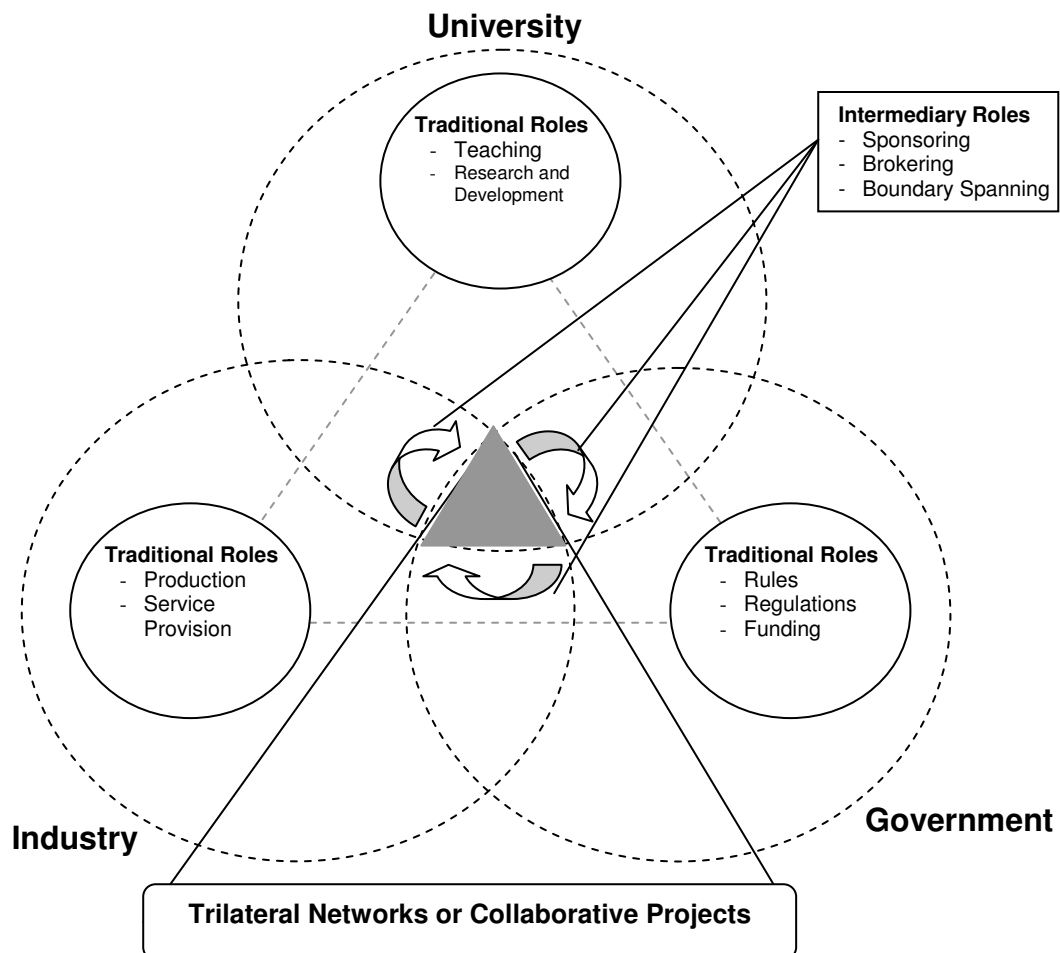 University
Traditional Roles
- Teaching
- Research and
Development
Intermediary Roles
- Sponsoring
- Brokering
- Boundary Spanning
Traditional Roles
- Production
- Service
Provision
Traditional Roles
- Rules
- Regulations
- Funding
Industry
Government
Trilateral Networks or Collaborative Projects